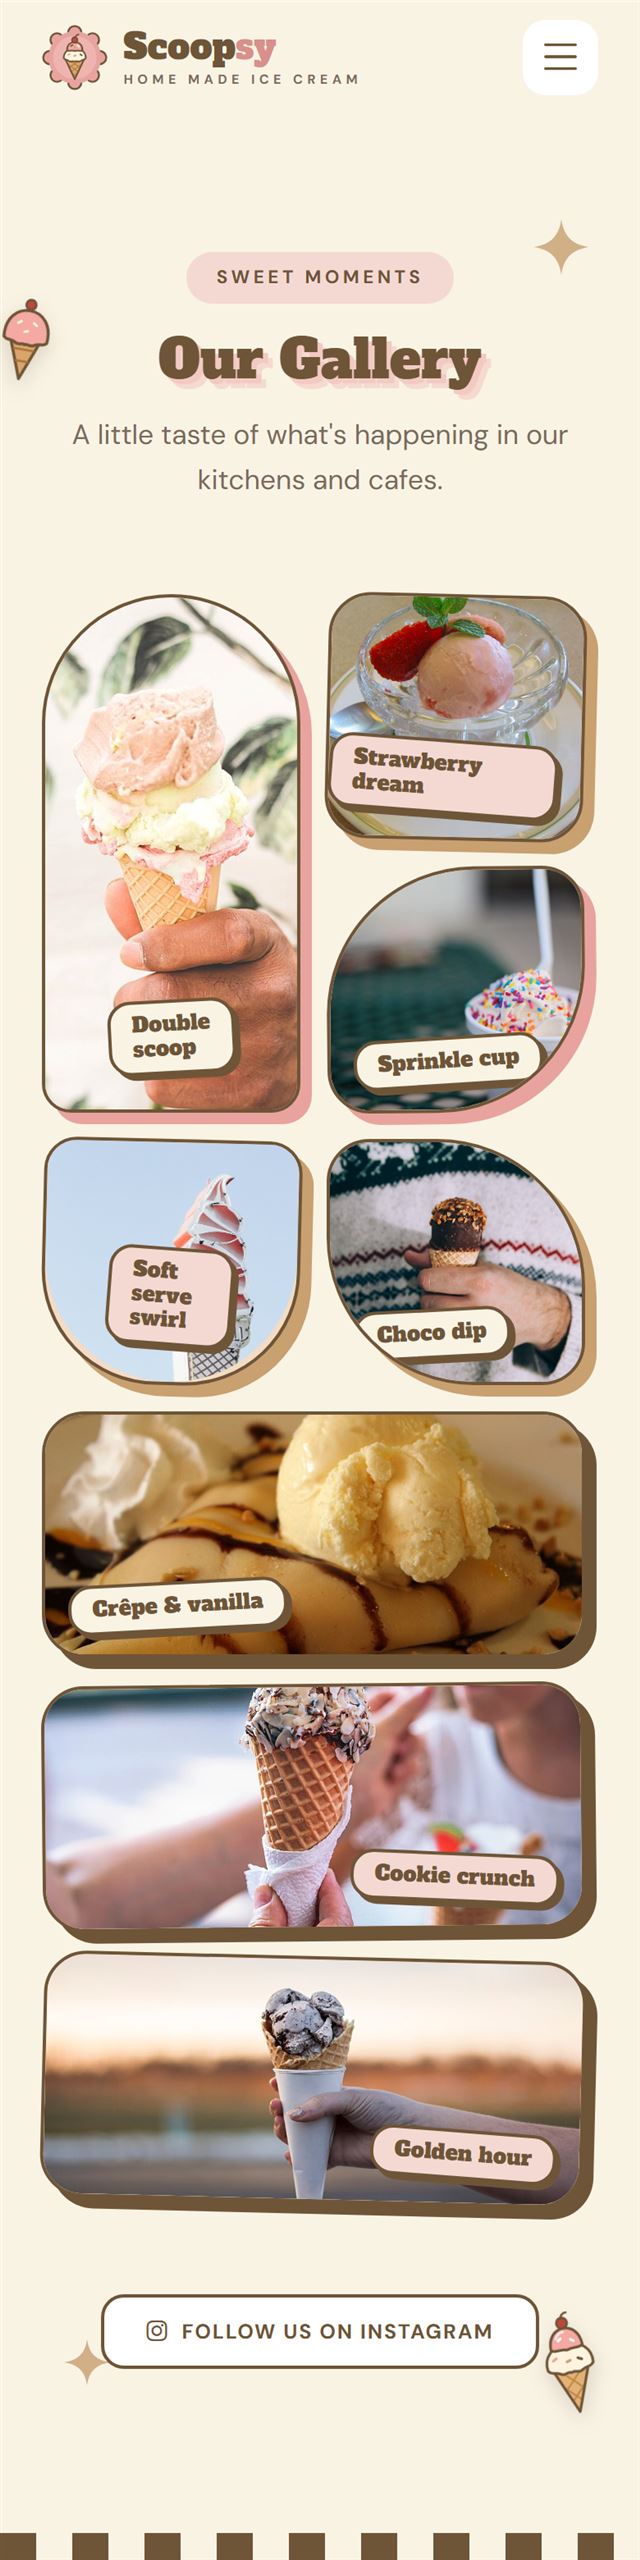 Scoopsy
HOME MADE ICE CREAM
SWEET MOMENTS
Our Gallery
A little taste of what's happening in our
kitchens and cafes.
Strawberry
dream
Double
scoop
Sprinkle cup
Soft
serve
swirl
Choco dip
Crêpe & vanilla
Cookie crunch
Golden hour
FOLLOW US ON INSTAGRAM